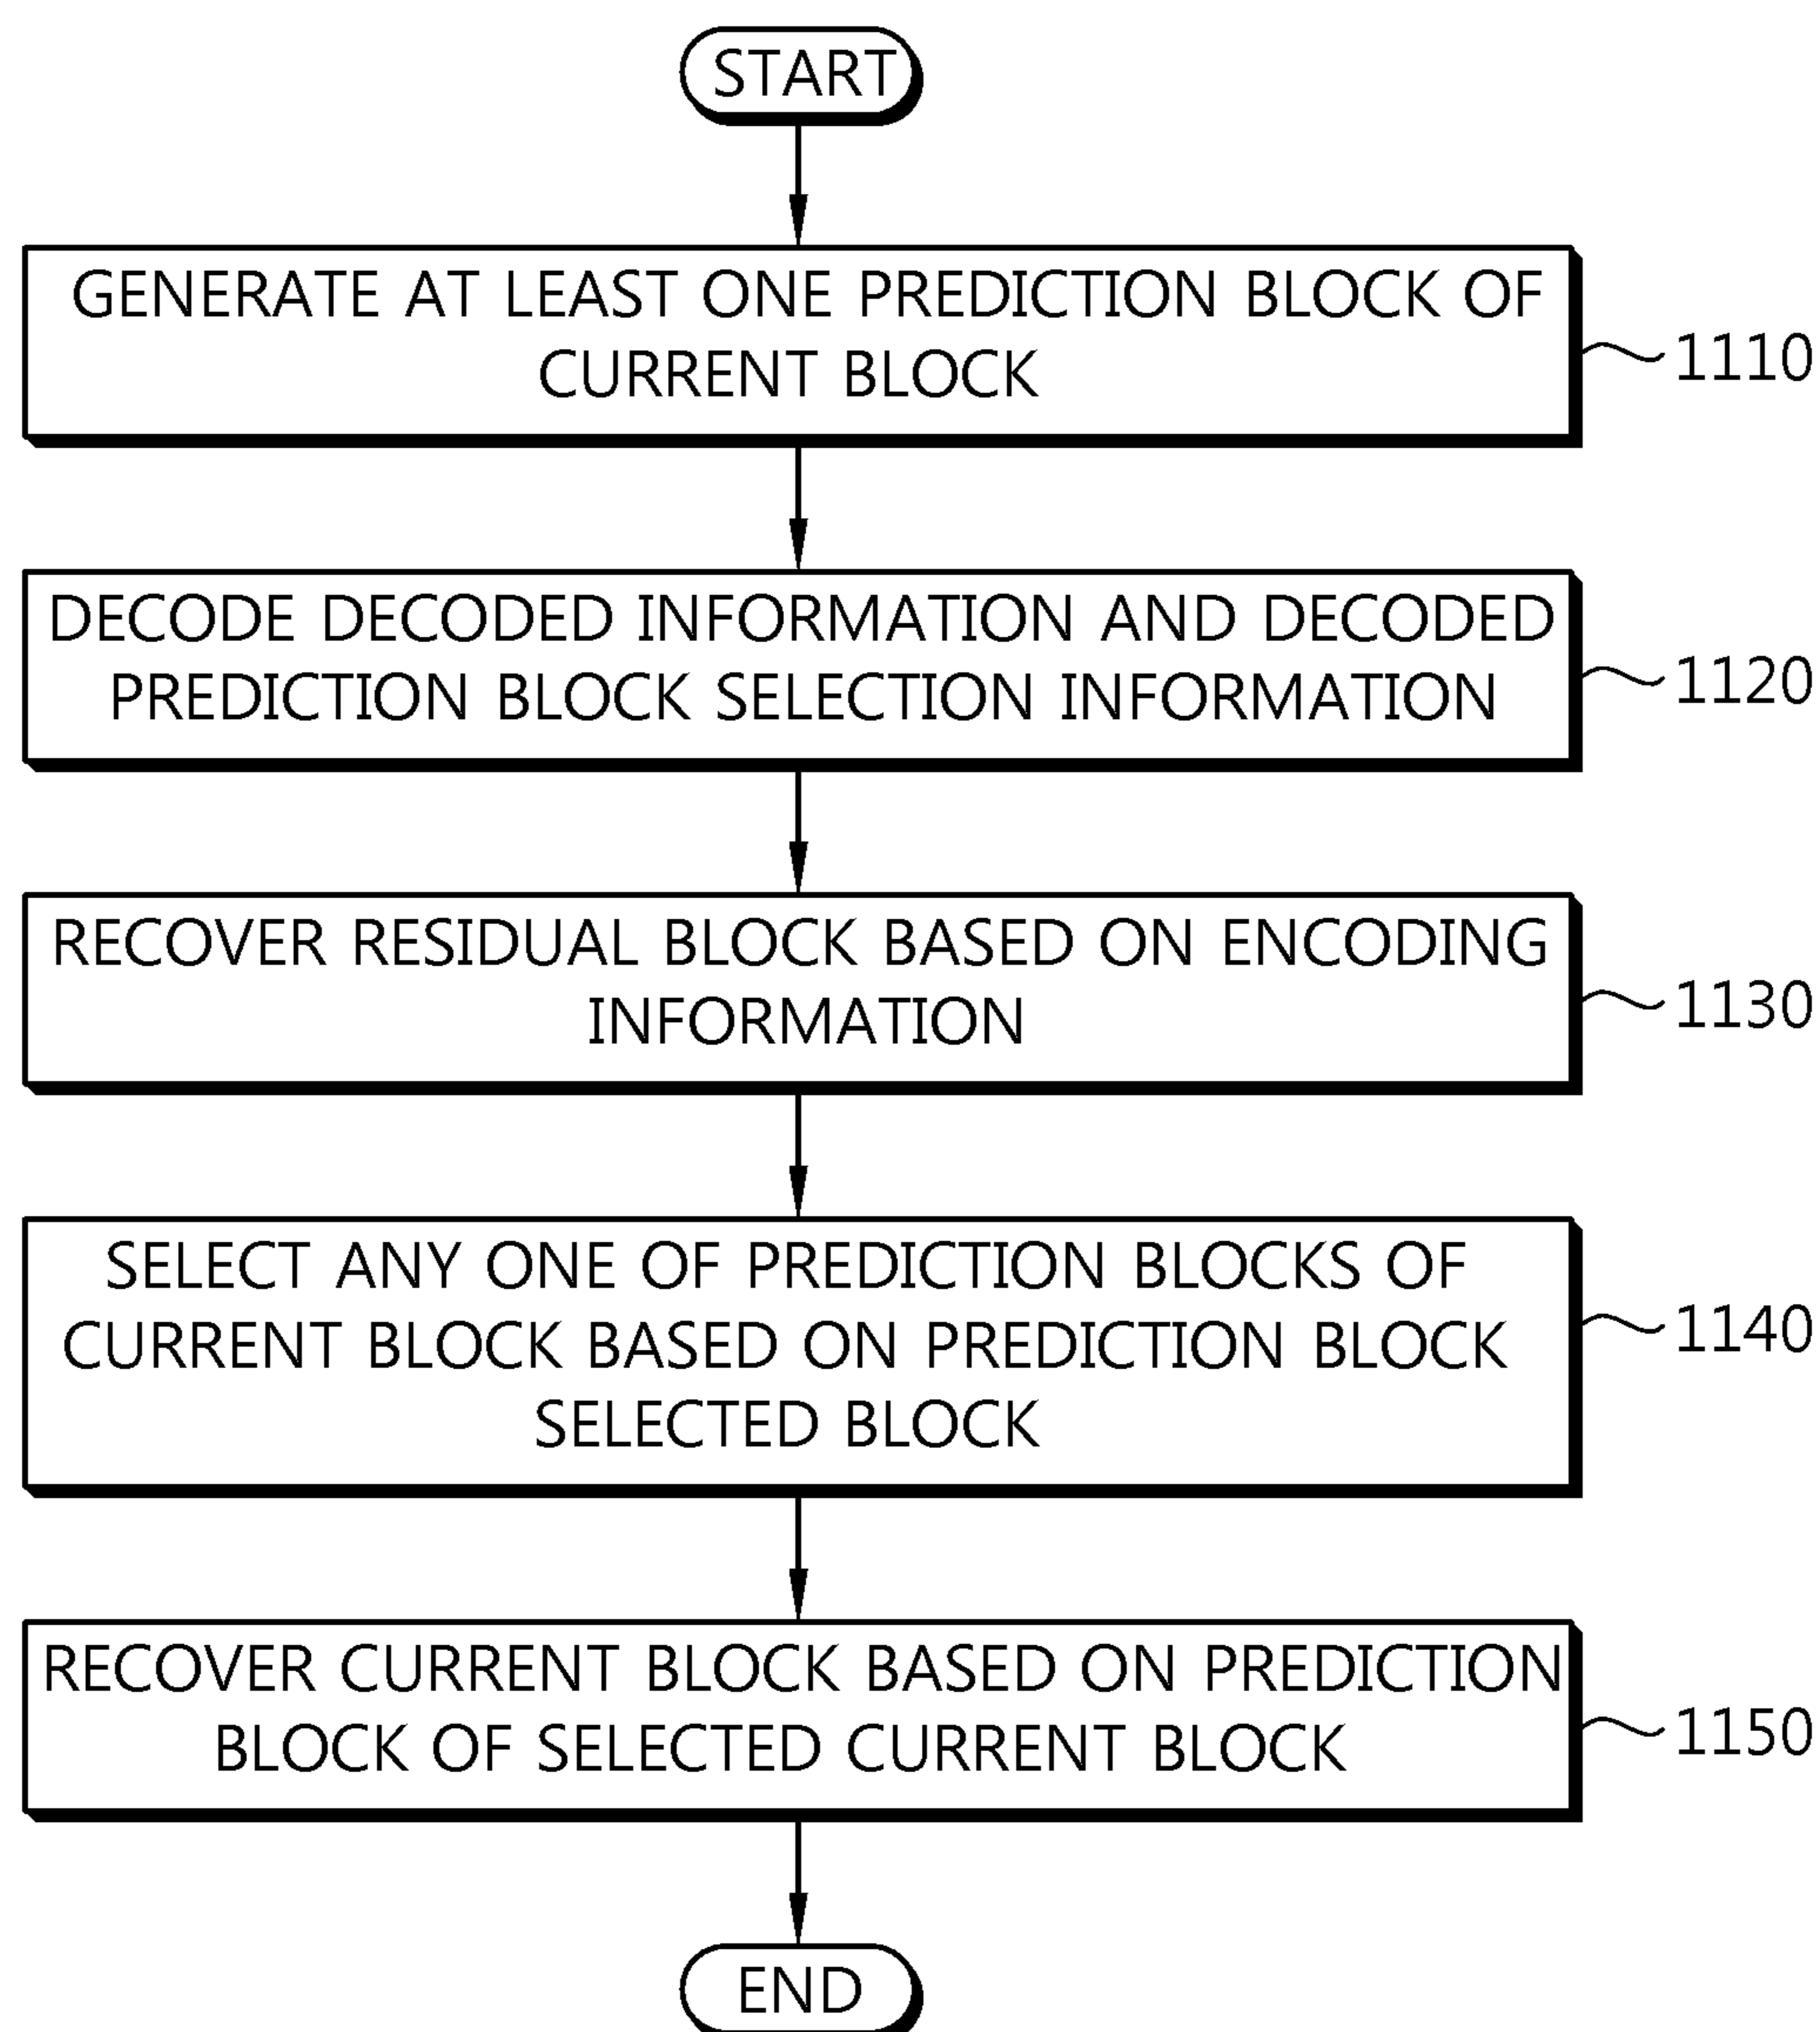 START
GENERATE AT LEAST ONE PREDICTION BLOCK OF
CURRENT BLOCK
1110
DECODE DECODED INFORMATION AND DECODED
PREDICTION BLOCK SELECTION INFORMATION
1120
RECOVER RESIDUAL BLOCK BASED ON ENCODING
INFORMATION
1130
SELECT ANY ONE OF PREDICTION BLOCKS OF
CURRENT BLOCK BASED ON PREDICTION BLOCK
SELECTED BLOCK
1140
RECOVER CURRENT BLOCK BASED ON PREDICTION
BLOCK OF SELECTED CURRENT BLOCK
1150
END